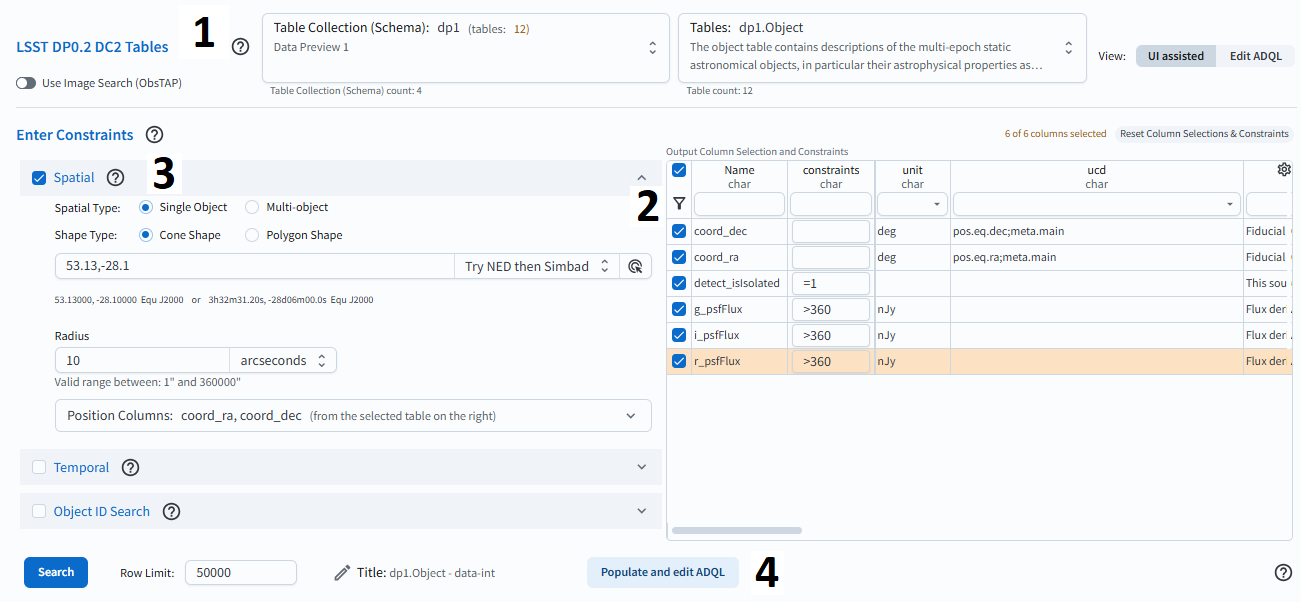 LSST DP0.2 DC2 Tables
1
Use Image Search (ObsTAP)
Table Collection (Schema): dp1 (tables: 12)
Data Preview 1
Table Collection (Schema) count: 4
Tables: dp1.Object
The object table contains descriptions of the multi-epoch static
astronomical objects, in particular their astrophysical properties as...
Table count: 12
View: UI assisted Edit ADQL
Enter Constraints
3
Spatial
Spatial Type: Single Object Multi-object
Shape Type: Cone Shape Polygon Shape
53.13,-28.1 Try NED then Simbad
53.13000, -28.10000 Equ J2000 or 3h32m31.20s, -28d06m00.0s Equ J2000
Radius
10 arcseconds
Valid range between: 1" and 360000"
Position Columns: coord_ra, coord_dec (from the selected table on the right)
Temporal
Object ID Search
2
6 of 6 columns selected Reset Column Selections & Constraints
Output Column Selection and Constraints
Name constraints unit ucd
char char char char
coord_dec deg pos.eq.dec;meta.main Fiducial
coord_ra deg pos.eq.ra;meta.main Fiducial
detect_isIsolated =1 This sou
g_psfFlux >360 nJy Flux der
i_psfFlux >360 nJy Flux der
r_psfFlux >360 nJy Flux der
Search Row Limit: 50000 Title: dp1.Object - data-int Populate and edit ADQL 4